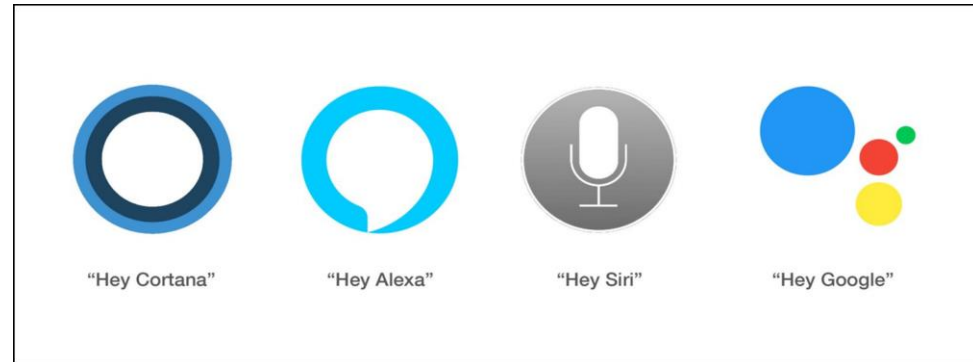 “Hey Cortana”
“Hey Alexa”
“Hey Siri”
“Hey Google”